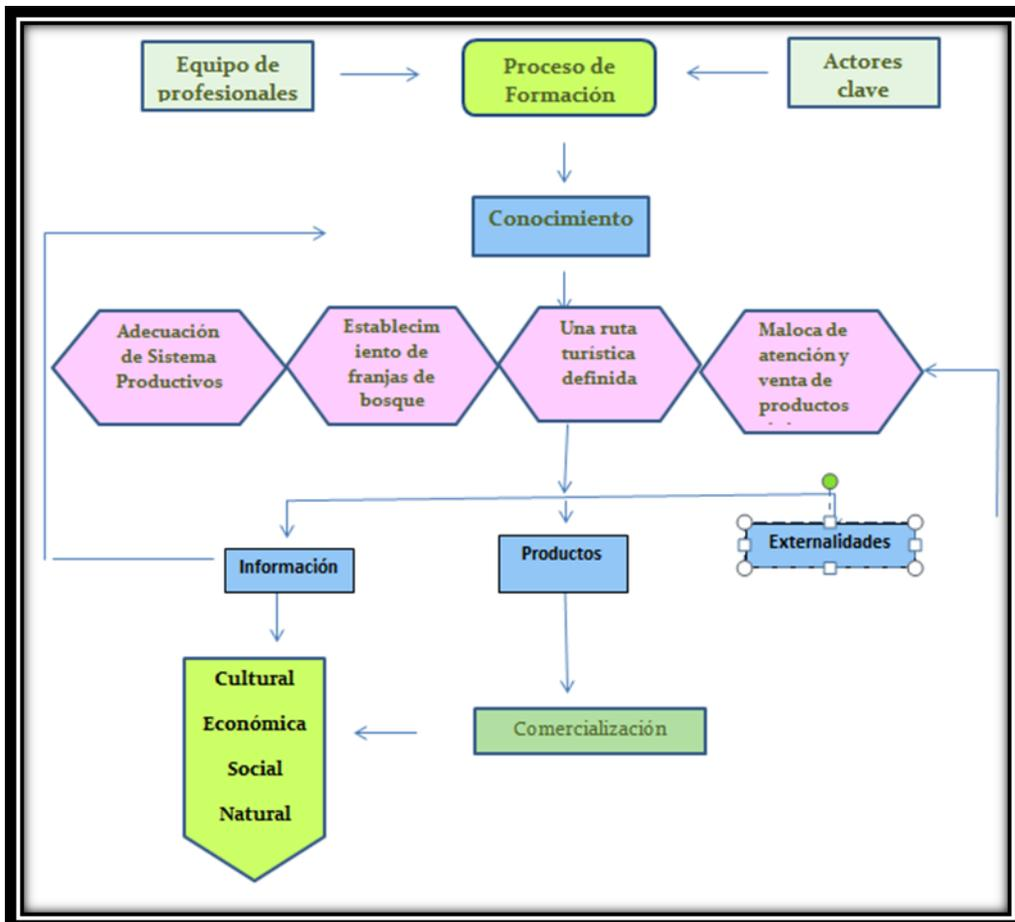 Equipo de
profesionales
Proceso de
Formación
Actores
clave
Conocimiento
Adecuación
de Sistema
Productivos
Establecim
iento de
franjas de
bosque
Una ruta
turística
definida
Maloca de
atención y
venta de
productos
Información
Productos
Externalidades
Cultural
Económica
Social
Natural
Comercialización